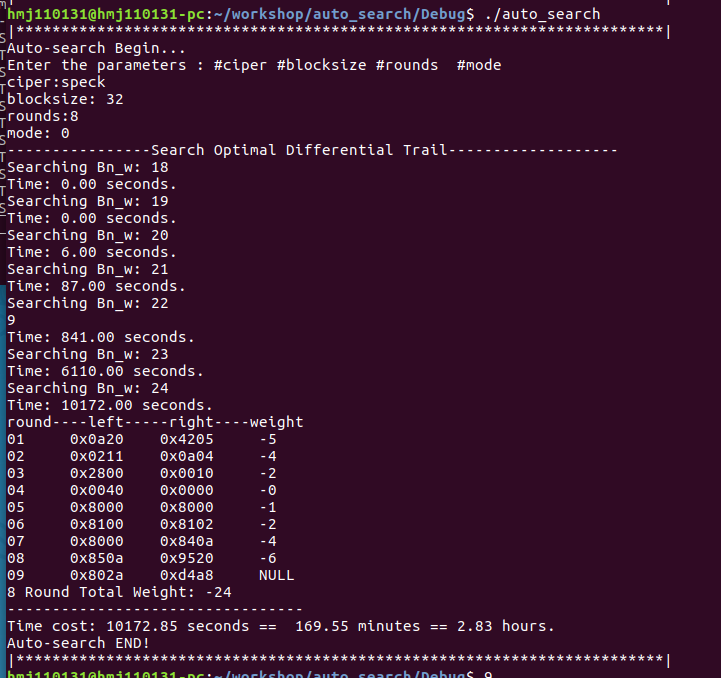 hmj110131@hmj110131-pc:~/workshop/auto_search/Debug$ ./auto_search
|************************************************************************|
Auto-search Begin...
Enter the parameters : #ciper #blocksize #rounds  #mode
ciper:speck
blocksize: 32
rounds:8
mode: 0
----------------Search Optimal Differential Trail-------------------
Searching Bn_w: 18
Time: 0.00 seconds.
Searching Bn_w: 19
Time: 0.00 seconds.
Searching Bn_w: 20
Time: 6.00 seconds.
Searching Bn_w: 21
Time: 87.00 seconds.
Searching Bn_w: 22
9
Time: 841.00 seconds.
Searching Bn_w: 23
Time: 6110.00 seconds.
Searching Bn_w: 24
Time: 10172.00 seconds.
round----left-----right----weight
01     0x0a20     0x4205     -5
02     0x0211     0x0a04     -4
03     0x2800     0x0010     -2
04     0x0040     0x0000     -0
05     0x8000     0x8000     -1
06     0x8100     0x8102     -2
07     0x8000     0x840a     -4
08     0x850a     0x9520     -6
09     0x802a     0xd4a8     NULL
8 Round Total Weight: -24
---------------------------------
Time cost: 10172.85 seconds ==  169.55 minutes == 2.83 hours.
Auto-search END!
|************************************************************************|
hmj110131@hmj110131-pc:~/workshop/auto_search/Debug$ 9